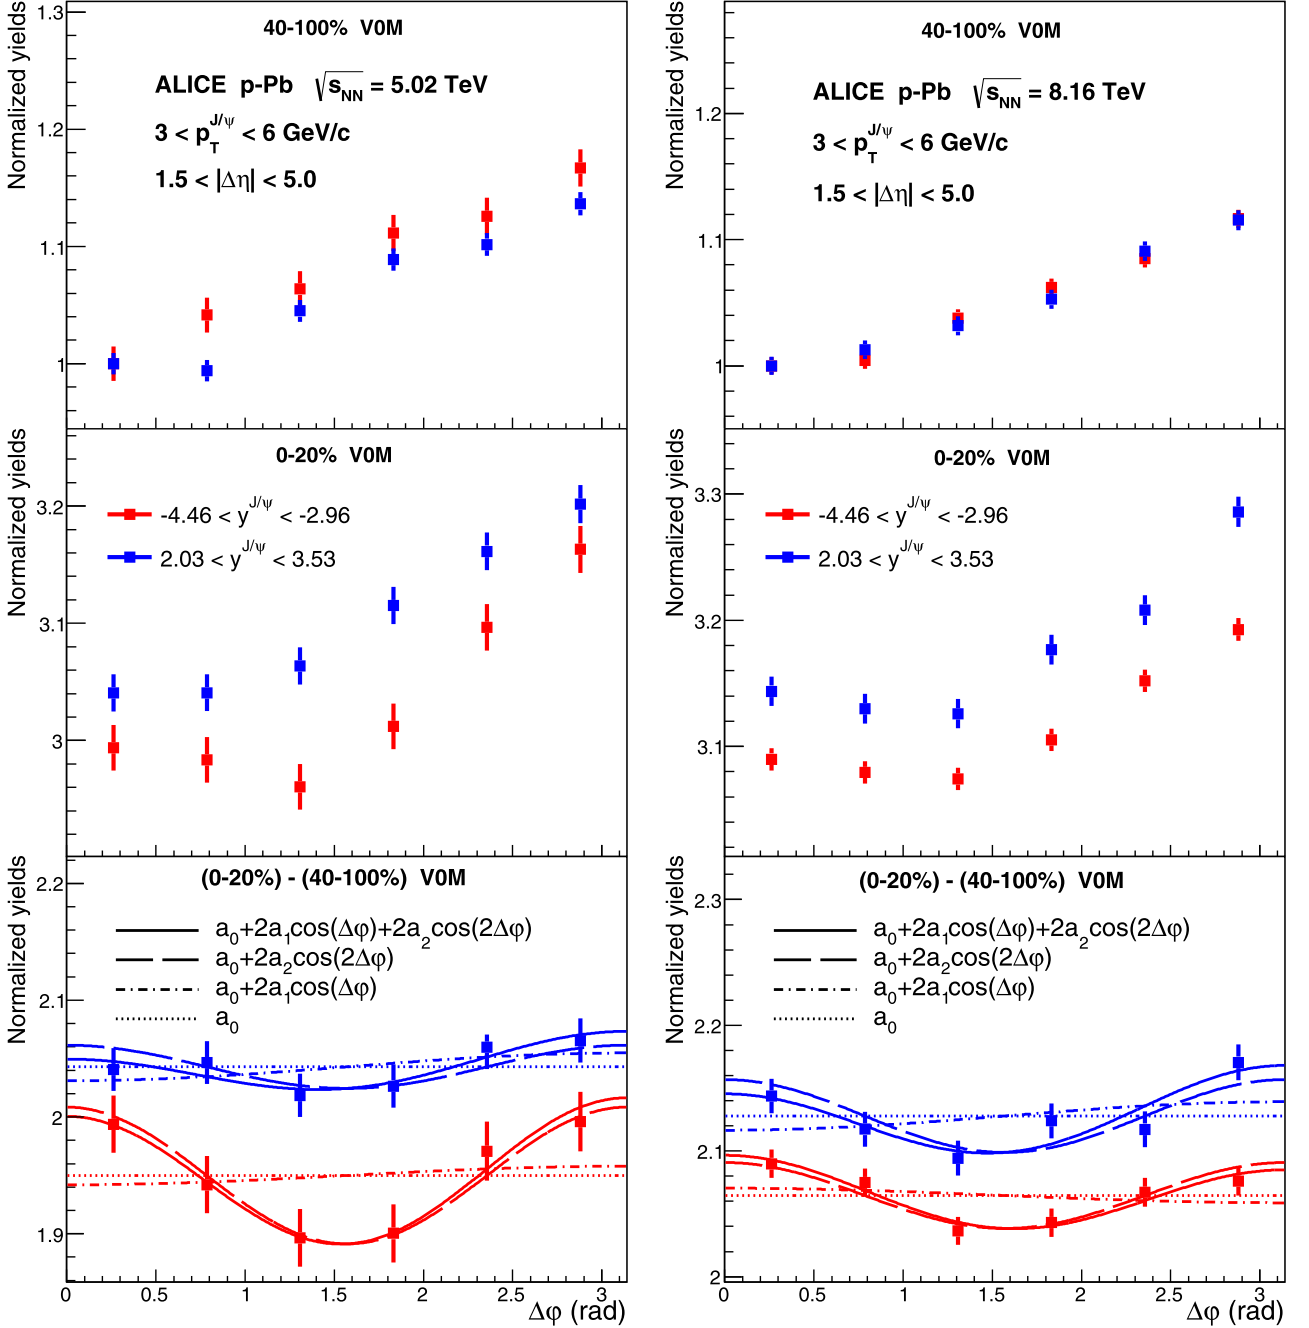 Normalized yields
1.3
1.2
1.1
1
40-100% V0M
ALICE p-Pb √sNN = 5.02 TeV
3 < pT^J/ψ < 6 GeV/c
1.5 < |Δη| < 5.0
Normalized yields
1.2
1.1
1
40-100% V0M
ALICE p-Pb √sNN = 8.16 TeV
3 < pT^J/ψ < 6 GeV/c
1.5 < |Δη| < 5.0
Normalized yields
3.2
3.1
3
0-20% V0M
-4.46 < y^J/ψ < -2.96
2.03 < y^J/ψ < 3.53
Normalized yields
3.3
3.2
3.1
0-20% V0M
-4.46 < y^J/ψ < -2.96
2.03 < y^J/ψ < 3.53
Normalized yields
2.2
2.1
2
1.9
(0-20%) - (40-100%) V0M
a0+2a1cos(Δφ)+2a2cos(2Δφ)
a0+2a2cos(2Δφ)
a0+2a1cos(Δφ)
a0
0 0.5 1 1.5 2 2.5 3
Δφ (rad)
Normalized yields
2.3
2.2
2.1
2
(0-20%) - (40-100%) V0M
a0+2a1cos(Δφ)+2a2cos(2Δφ)
a0+2a2cos(2Δφ)
a0+2a1cos(Δφ)
a0
0 0.5 1 1.5 2 2.5 3
Δφ (rad)